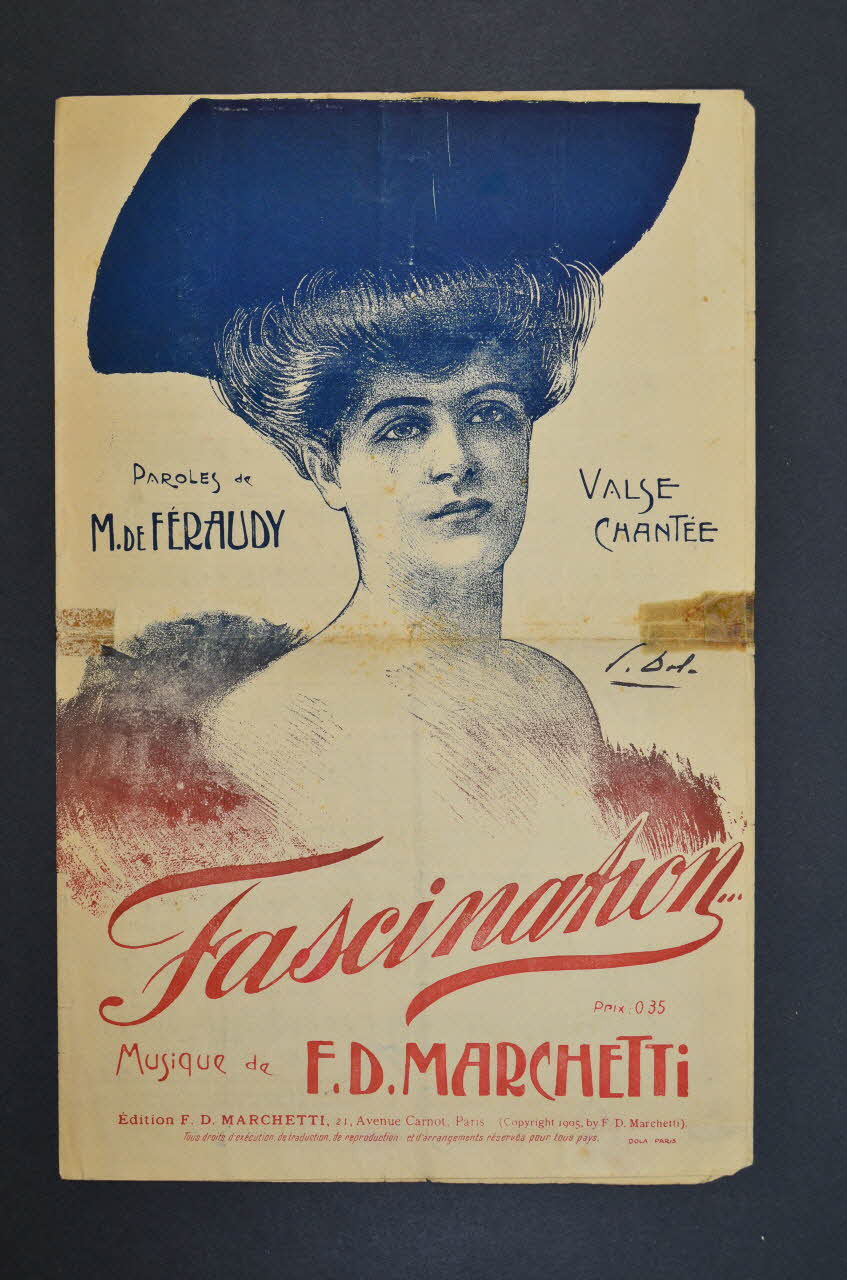 PAROLES de
M. DE FÉRAUDY
VALSE
CHANTÉE
Fascination...
Prix : 0 35
Musique de
F. D. MARCHETTI
Édition F. D. MARCHETTI, 21, Avenue Carnot, Paris (Copyright 1905, by F. D. Marchetti).
Tous droits d'exécution, de traduction, de reproduction et d'arrangements réservés pour tous pays.
DOLA - PARIS